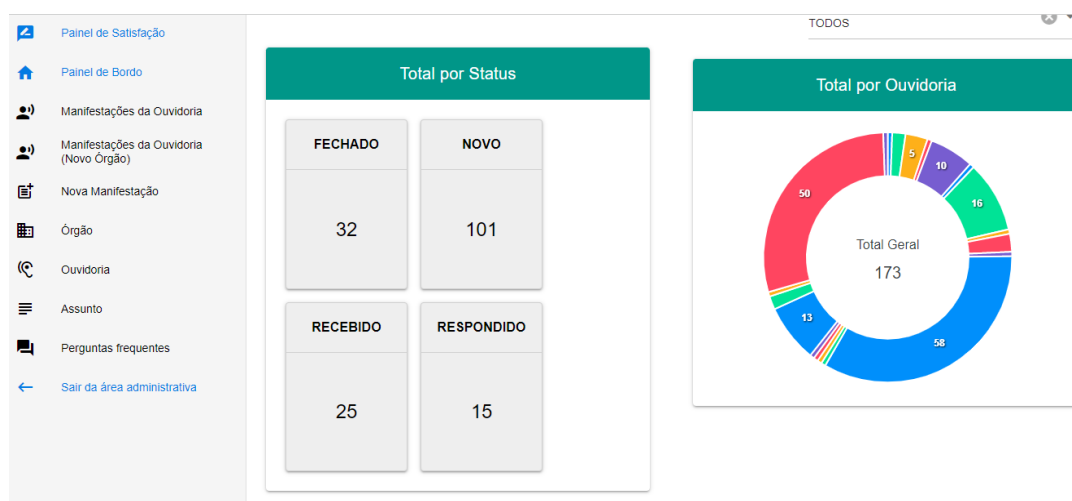 Painel de Satisfação
Painel de Bordo
Manifestações da Ouvidoria
Manifestações da Ouvidoria
(Novo Órgão)
Nova Manifestação
Órgão
Ouvidoria
Assunto
Perguntas frequentes
Sair da área administrativa
Total por Status
FECHADO
32
NOVO
101
RECEBIDO
25
RESPONDIDO
15
TODOS
Total por Ouvidoria
5
10
16
50
13
58
Total Geral
173